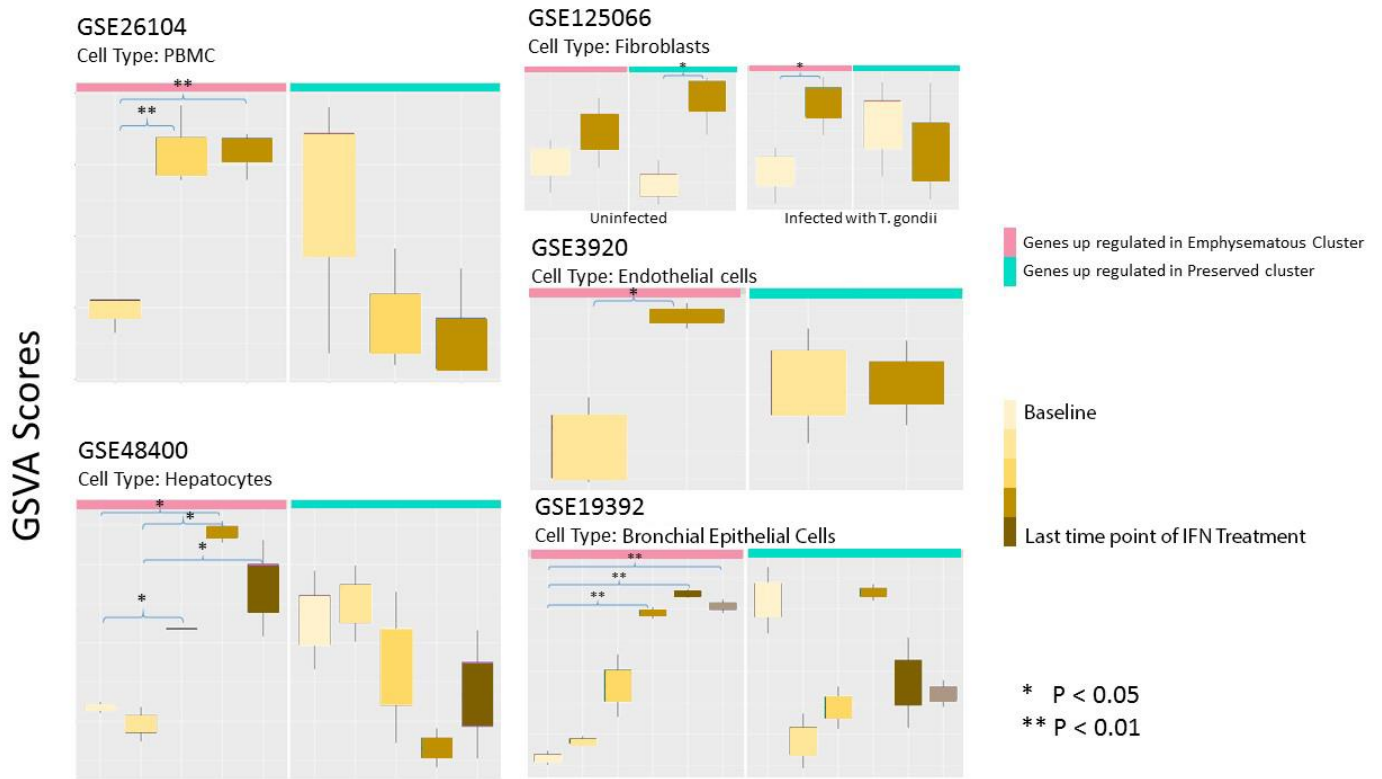 GSVA Scores
GSE26104
Cell Type: PBMC
**
**
GSE48400
Cell Type: Hepatocytes
*
*
*
*
GSE125066
Cell Type: Fibroblasts
*
*
Uninfected
Infected with T. gondii
GSE3920
Cell Type: Endothelial cells
*
GSE19392
Cell Type: Bronchial Epithelial Cells
**
**
**
Genes up regulated in Emphysematous Cluster
Genes up regulated in Preserved cluster
Baseline
Last time point of IFN Treatment
* P < 0.05
** P < 0.01